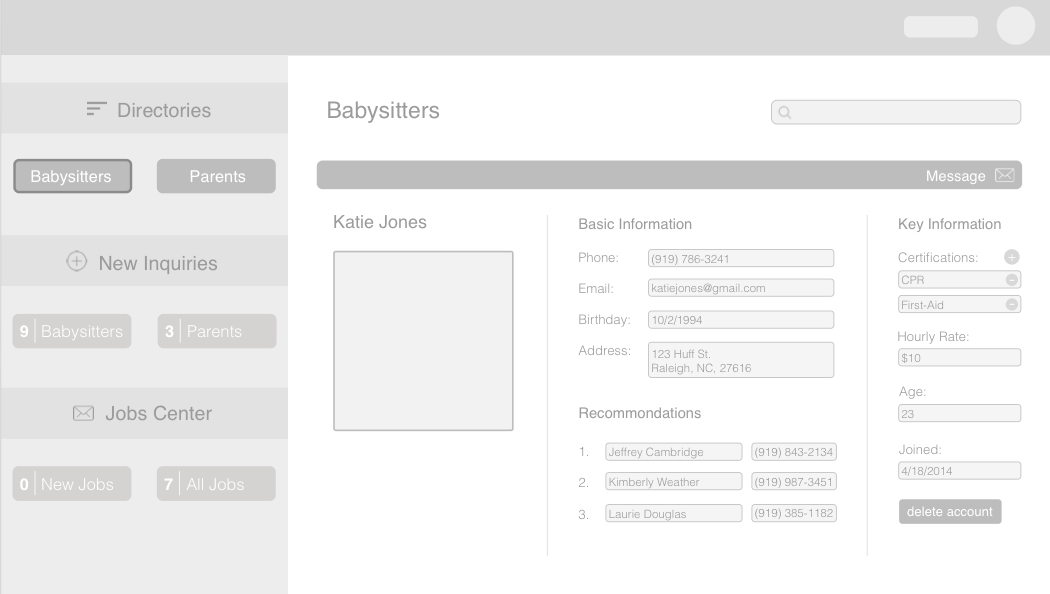 Directories
Babysitters
Parents
New Inquiries
9 Babysitters
3 Parents
Jobs Center
0 New Jobs
7 All Jobs
Babysitters
Message
Katie Jones
Basic Information
Phone: (919) 786-3241
Email: katiejones@gmail.com
Birthday: 10/2/1994
Address: 123 Huff St.
Raleigh, NC, 27616
Recommondations
1. Jeffrey Cambridge (919) 843-2134
2. Kimberly Weather (919) 987-3451
3. Laurie Douglas (919) 385-1182
Key Information
Certifications:
CPR
First-Aid
Hourly Rate:
$10
Age:
23
Joined:
4/18/2014
delete account